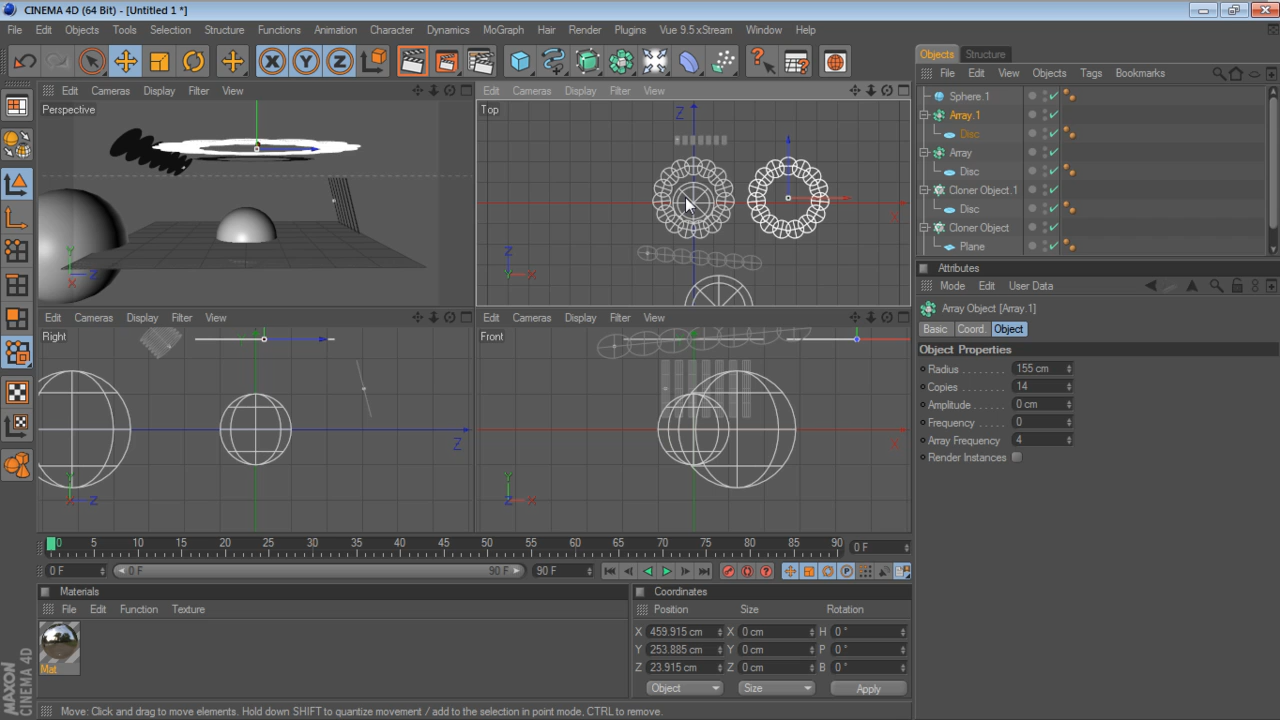 CINEMA 4D (64 Bit) - [Untitled 1 *]
File Edit Objects Tools Selection Structure Functions Animation Character Dynamics MoGraph Hair Render Plugins Vue 9.5 xStream Window Help
Objects Structure
File Edit View Objects Tags Bookmarks
Edit Cameras Display Filter View
Perspective
Y
Z
X
Edit Cameras Display Filter View
Top
Z
X
Z
Y X
Sphere.1
Array.1
Disc
Array
Disc
Cloner Object.1
Disc
Cloner Object
Plane
Attributes
Mode Edit User Data
Array Object [Array.1]
Basic Coord. Object
Object Properties
Radius . . . . . . . 155 cm
Copies . . . . . . . 14
Amplitude . . . . . 0 cm
Frequency . . . . . 0
Array Frequency 4
Render Instances
Edit Cameras Display Filter View
Right
Z
Y
X Z
Edit Cameras Display Filter View
Front
X
Y
Z X
0 5 10 15 20 25 30 35 40 45 50 55 60 65 70 75 80 85 90
0 F
0 F 0 F 90 F 90 F
Materials
File Edit Function Texture
Mat
MAXON
CINEMA 4D
Coordinates
Position Size Rotation
X 459.915 cm X 0 cm H 0 °
Y 253.885 cm Y 0 cm P 0 °
Z 23.915 cm Z 0 cm B 0 °
Object Size Apply
Move: Click and drag to move elements. Hold down SHIFT to quantize movement / add to the selection in point mode, CTRL to remove.